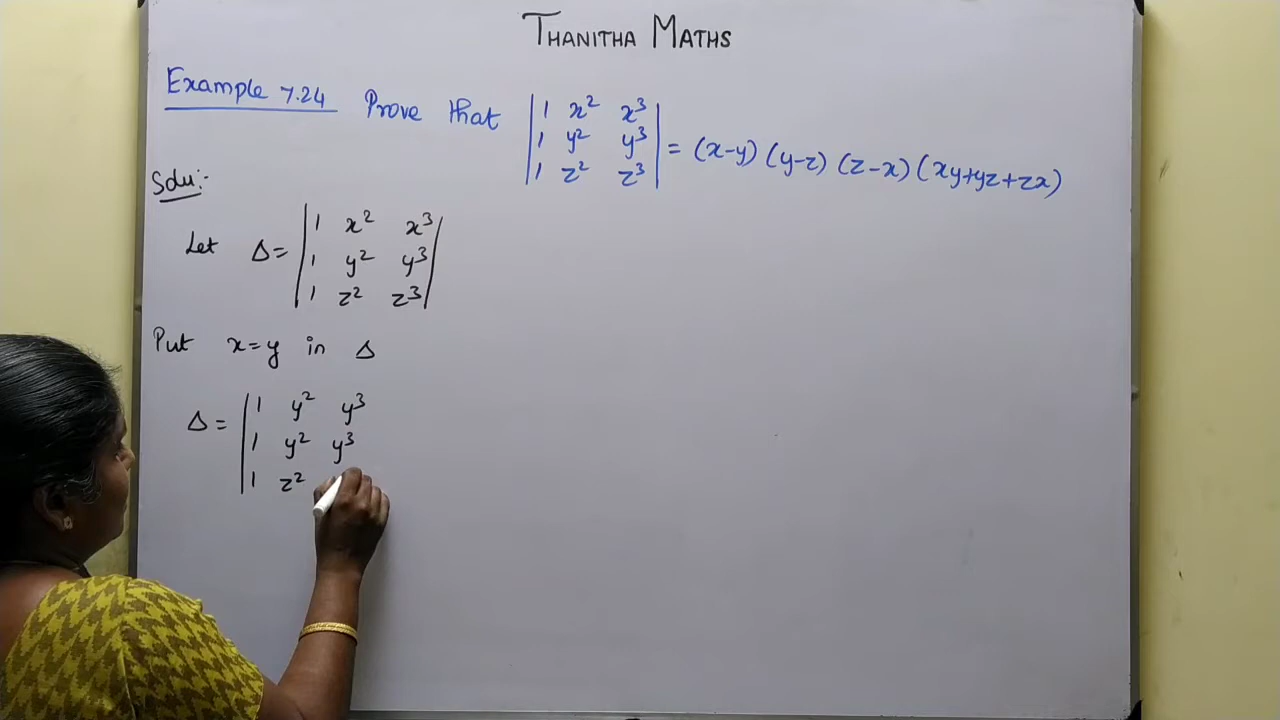 THANITHA MATHS
Example 7.24 Prove that | 1 x² x³ |
| 1 y² y³ | = (x-y) (y-z) (z-x) (xy+yz+zx)
| 1 z² z³ |
Solu:-
Let Δ = | 1 x² x³ |
| 1 y² y³ |
| 1 z² z³ |
Put x=y in Δ
Δ = | 1 y² y³
| 1 y² y³
| 1 z²